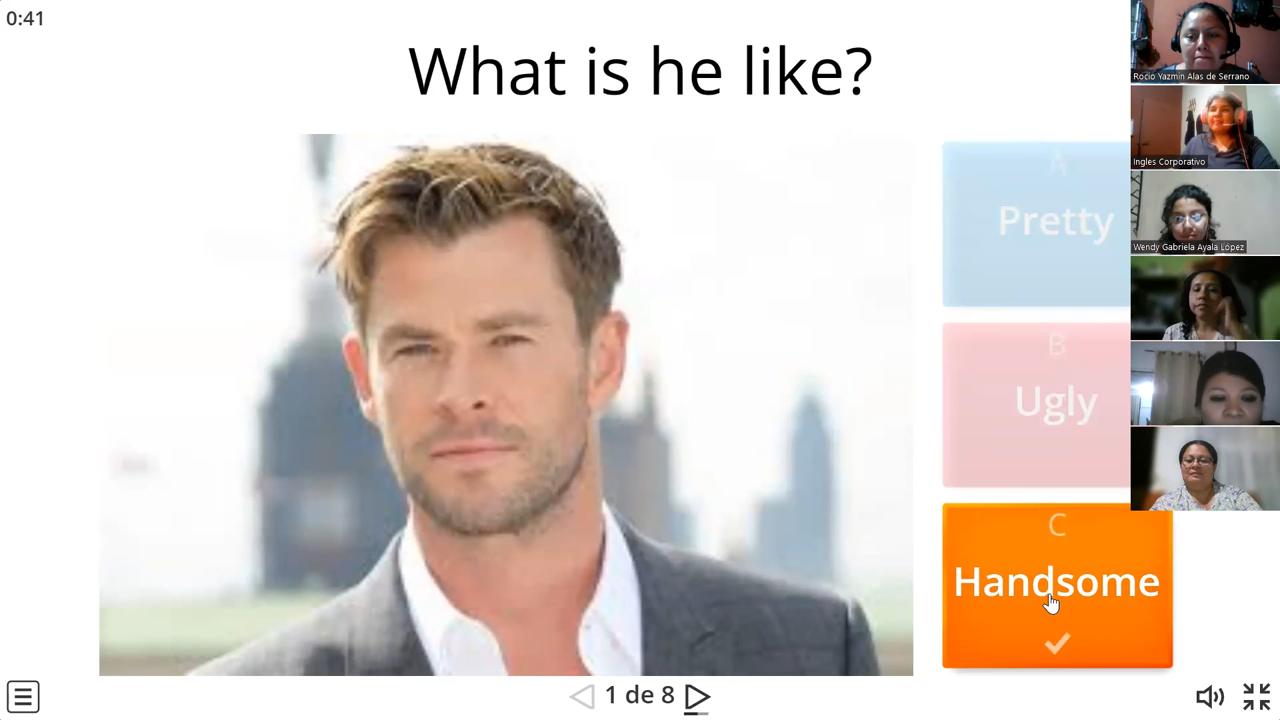 0:41
What is he like?
A
Pretty
B
Ugly
C
Handsome
1 de 8
Rocio Yazmin Alas de Serrano
Ingles Corporativo
Wendy Gabriela Ayala López